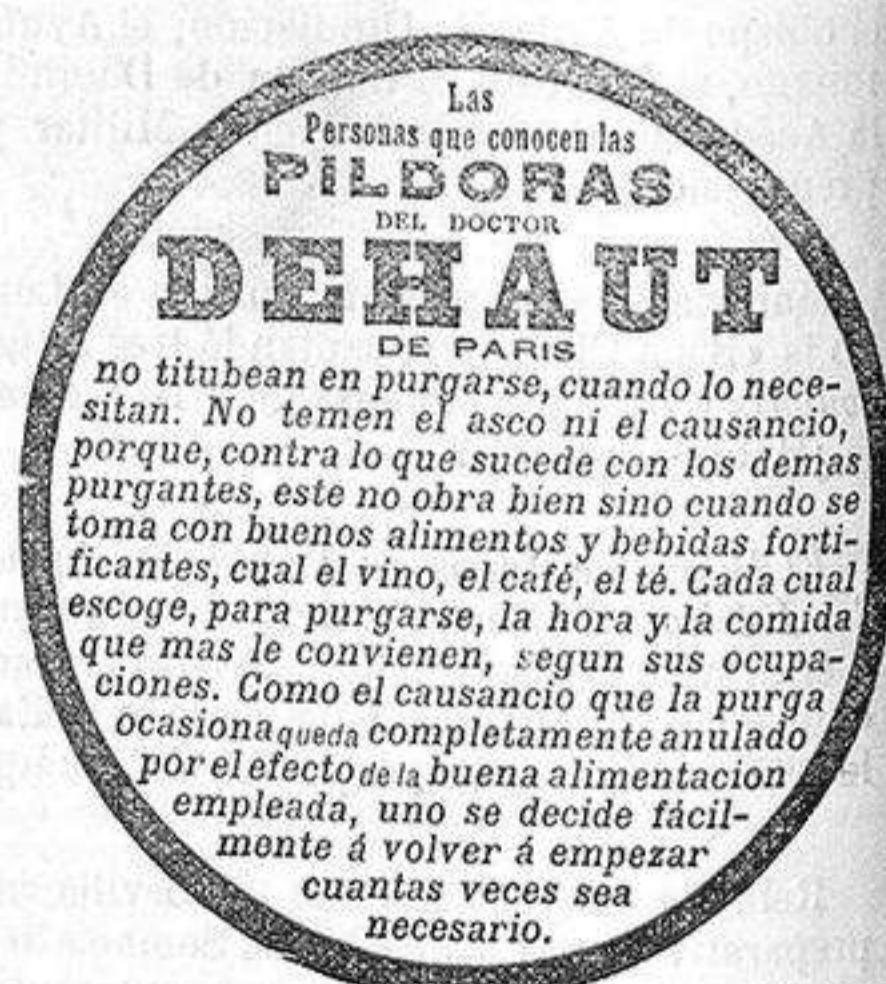 Las
Personas que conocen las
PÍLDORAS
DEL DOCTOR
DEHAUT
DE PARIS
no titubean en purgarse, cuando lo nece-
sitan. No temen el asco ni el causancio,
porque, contra lo que sucede con los demas
purgantes, este no obra bien sino cuando se
toma con buenos alimentos y bebidas forti-
ficantes, cual el vino, el café, el té. Cada cual
escoge, para purgarse, la hora y la comida
que mas le convienen, segun sus ocupa-
ciones. Como el causancio que la purga
ocasiona queda completamente anulado
por el efecto de la buena alimentacion
empleada, uno se decide fácil-
mente á volver á empezar
cuantas veces sea
necesario.